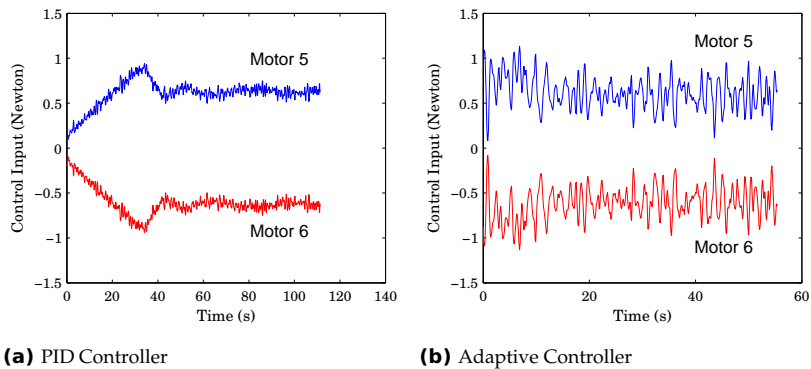 1.5
1
0.5
0
−0.5
−1
−1.5
Control Input (Newton)
Motor 5
Motor 6
0 20 40 60 80 100 120 140
Time (s)
(a) PID Controller
1.5
1
0.5
0
−0.5
−1
−1.5
Control Input (Newton)
Motor 5
Motor 6
0 20 40 60
Time (s)
(b) Adaptive Controller